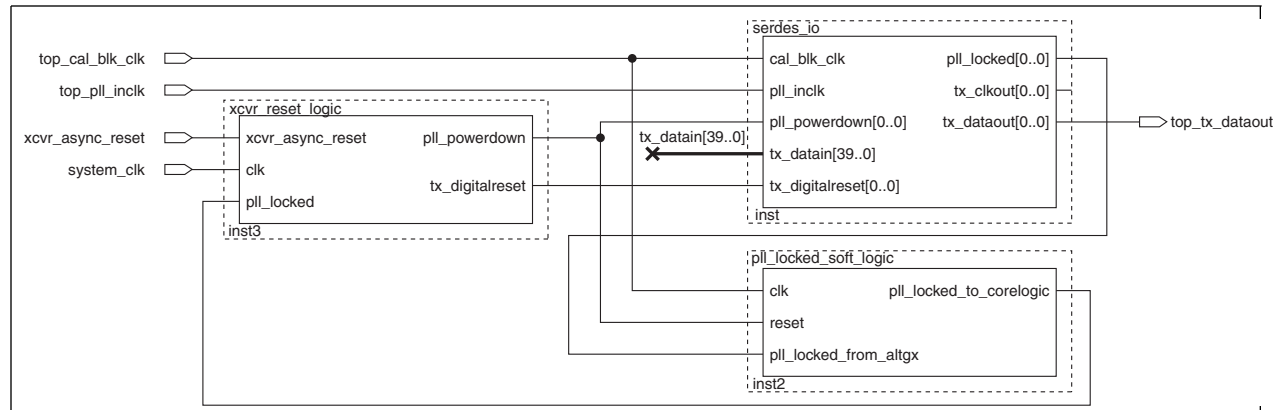 serdes_io
top_cal_blk_clk
cal_blk_clk
pll_locked[0..0]
top_pll_inclk
pll_inclk
tx_clkout[0..0]
xcvr_reset_logic
pll_powerdown[0..0]
tx_dataout[0..0]
top_tx_dataout
xcvr_async_reset
xcvr_async_reset
pll_powerdown
tx_datain[39..0]
tx_datain[39..0]
system_clk
clk
tx_digitalreset
tx_digitalreset[0..0]
pll_locked
inst
inst3
pll_locked_soft_logic
clk
pll_locked_to_corelogic
reset
pll_locked_from_altgx
inst2